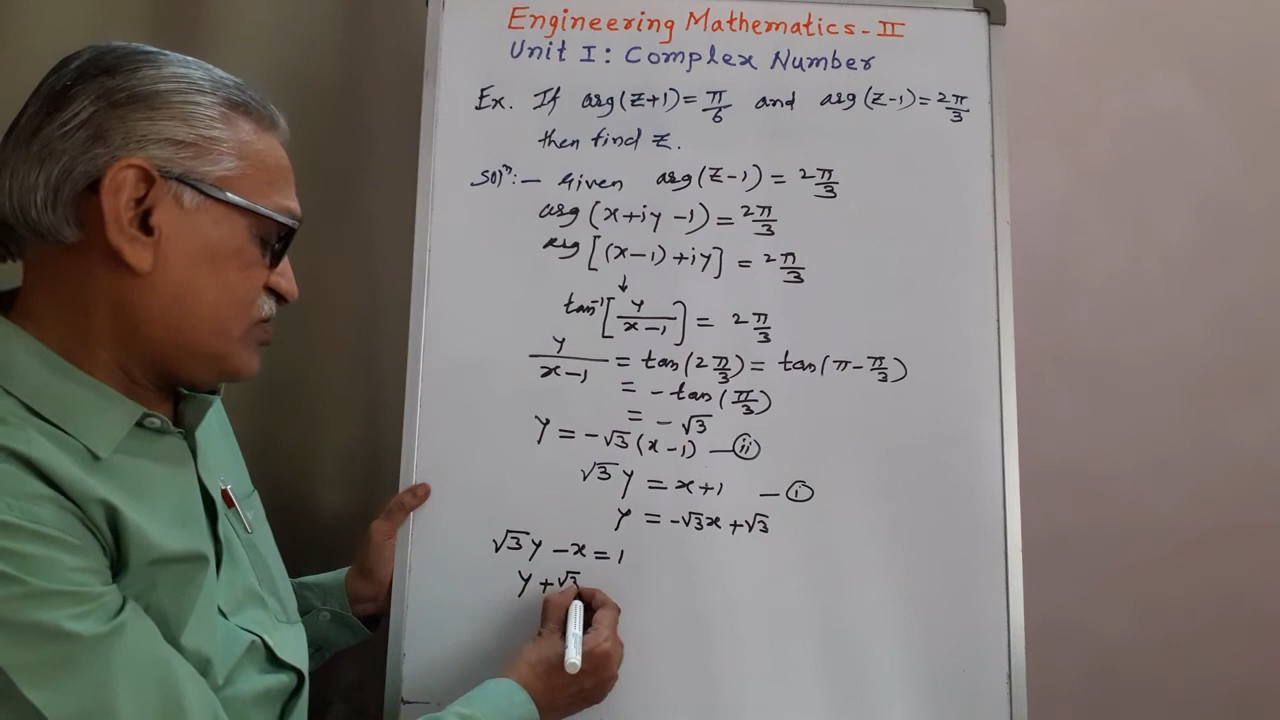 Engineering Mathematics - II
Unit I : Complex Number
Ex. If arg(z+1) = π/6 and arg(z-1) = 2π/3
then find z.
Solⁿ:- Given arg(z-1) = 2π/3
arg(x+iy-1) = 2π/3
arg[(x-1)+iy] = 2π/3
↓
tan⁻¹[y/(x-1)] = 2π/3
y/(x-1) = tan(2π/3) = tan(π-π/3)
= -tan(π/3)
= -√3
y = -√3(x-1) — (ii)
√3y = x+1 — (i)
y = -√3x+√3
√3y - x = 1
y + √3